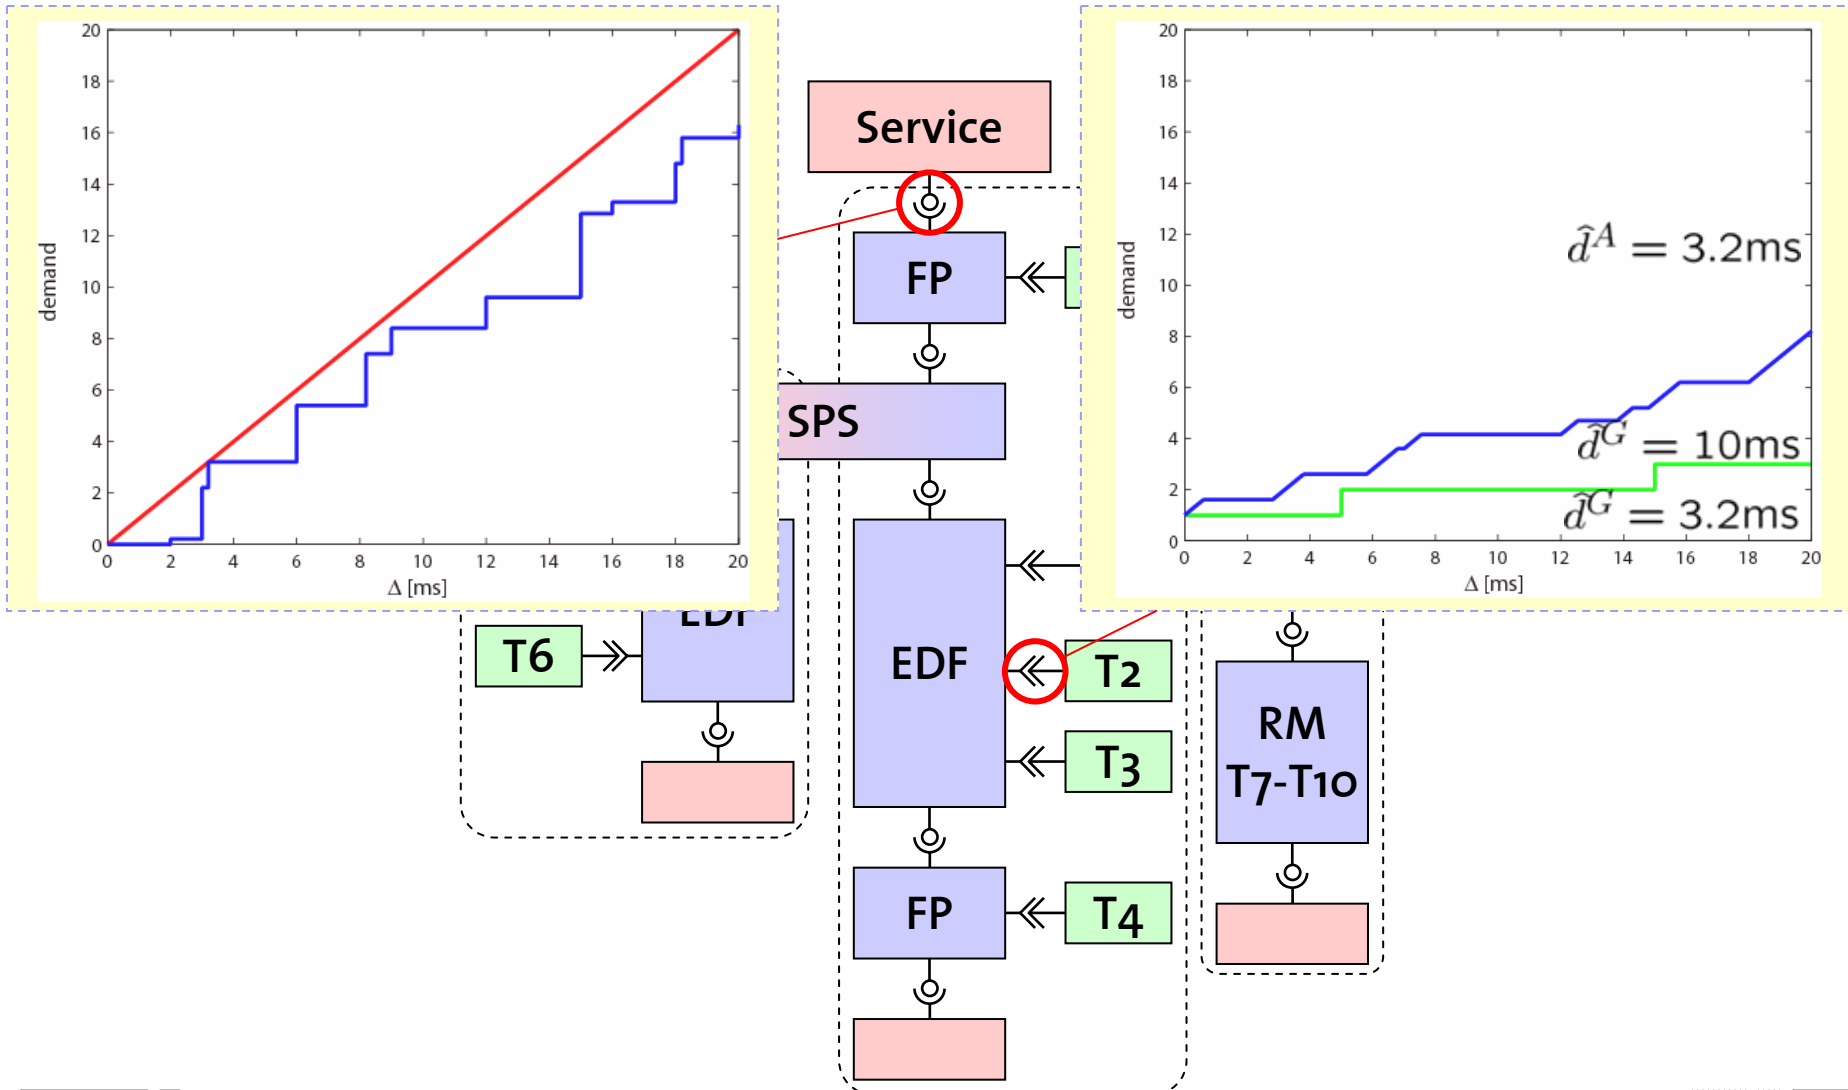 20
18
16
14
12
10
8
6
4
2
0
demand
0 2 4 6 8 10 12 14 16 18 20
Δ [ms]
20
18
16
14
12
10
8
6
4
2
0
demand
d̂^A = 3.2ms
d̂^G = 10ms
d̂^G = 3.2ms
0 2 4 6 8 10 12 14 16 18 20
Δ [ms]
Service
FP
SPS
EDF
T6
EDF
T2
T3
RM
T7-T10
FP
T4